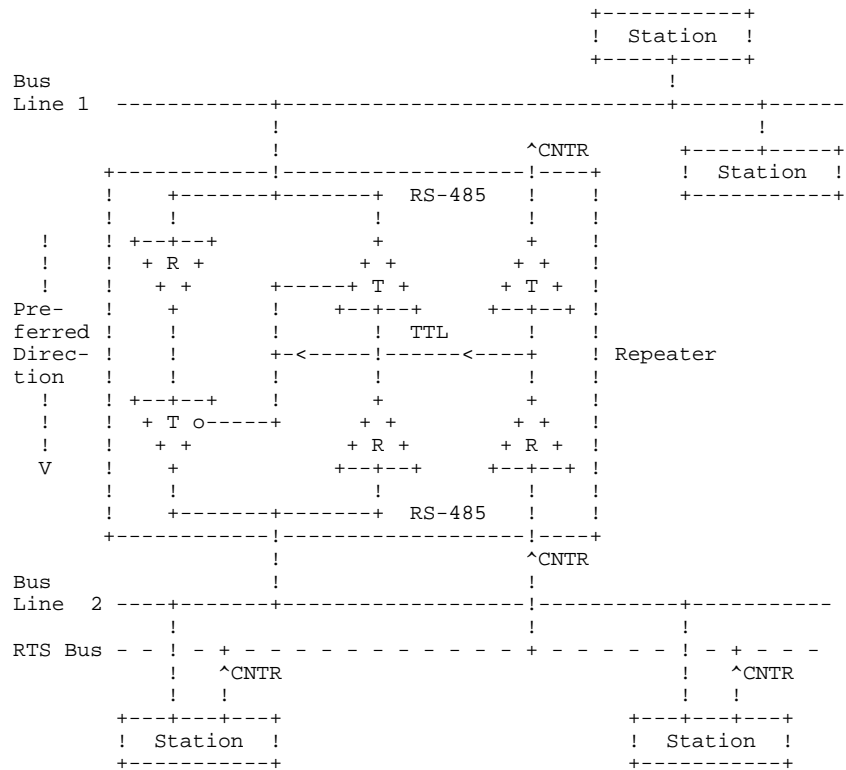 Station
Bus
Line 1
^CNTR
Station
RS-485
R
T T
Pre-
ferred TTL
Direc- Repeater
tion
T o
R R
V
RS-485
^CNTR
Bus
Line 2
RTS Bus
^CNTR ^CNTR
Station Station